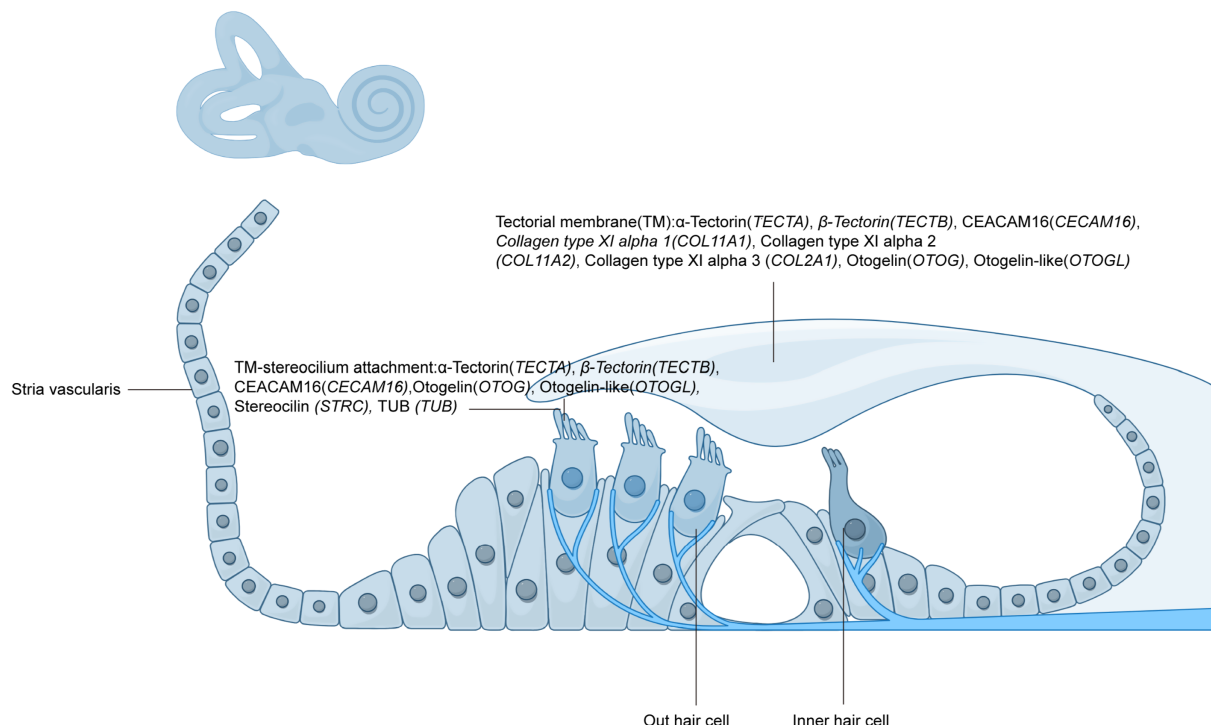 Tectorial membrane(TM):α-Tectorin(TECTA), β-Tectorin(TECTB), CEACAM16(CECAM16),
Collagen type XI alpha 1(COL11A1), Collagen type XI alpha 2
(COL11A2), Collagen type XI alpha 3 (COL2A1), Otogelin(OTOG), Otogelin-like(OTOGL)
TM-stereocilium attachment:α-Tectorin(TECTA), β-Tectorin(TECTB),
CEACAM16(CECAM16),Otogelin(OTOG), Otogelin-like(OTOGL),
Stereocilin (STRC), TUB (TUB)
Stria vascularis
Out hair cell
Inner hair cell